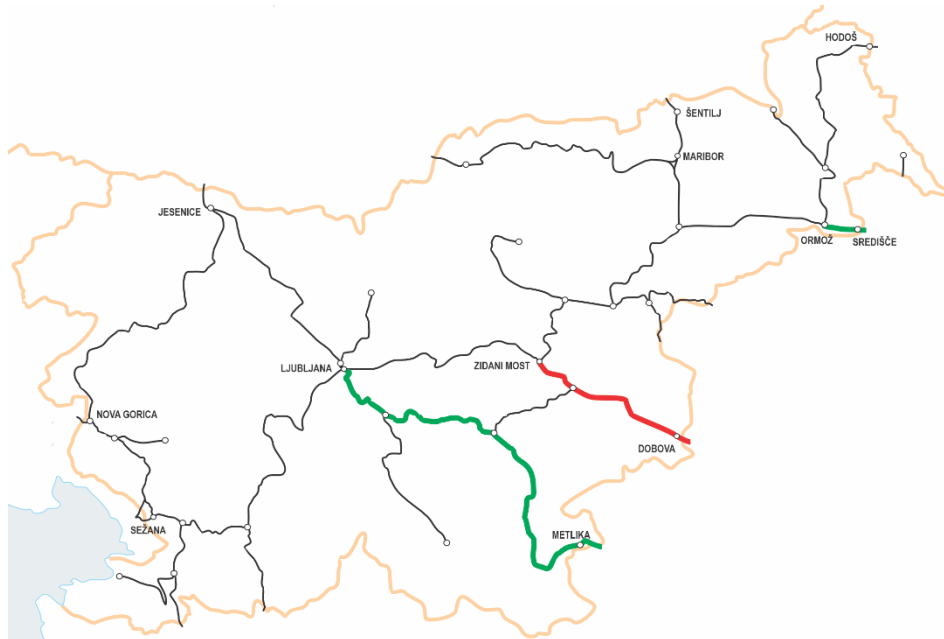 HODOŠ
ŠENTILJ
MARIBOR
JESENICE
ORMOŽ
SREDIŠČE
LJUBLJANA
ZIDANI MOST
NOVA GORICA
DOBOVA
SEŽANA
METLIKA